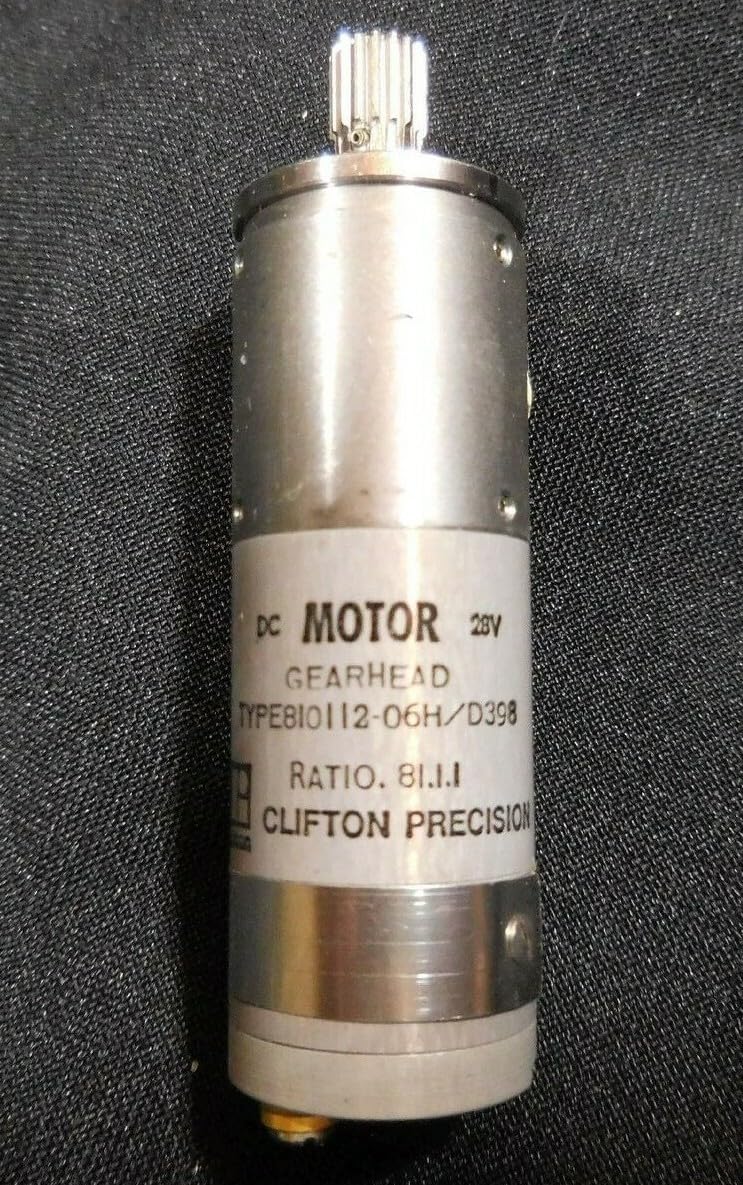 DC MOTOR 28V
GEARHEAD
TYPE810112-06H/D398
RATIO. 81.1.1
CLIFTON PRECISION